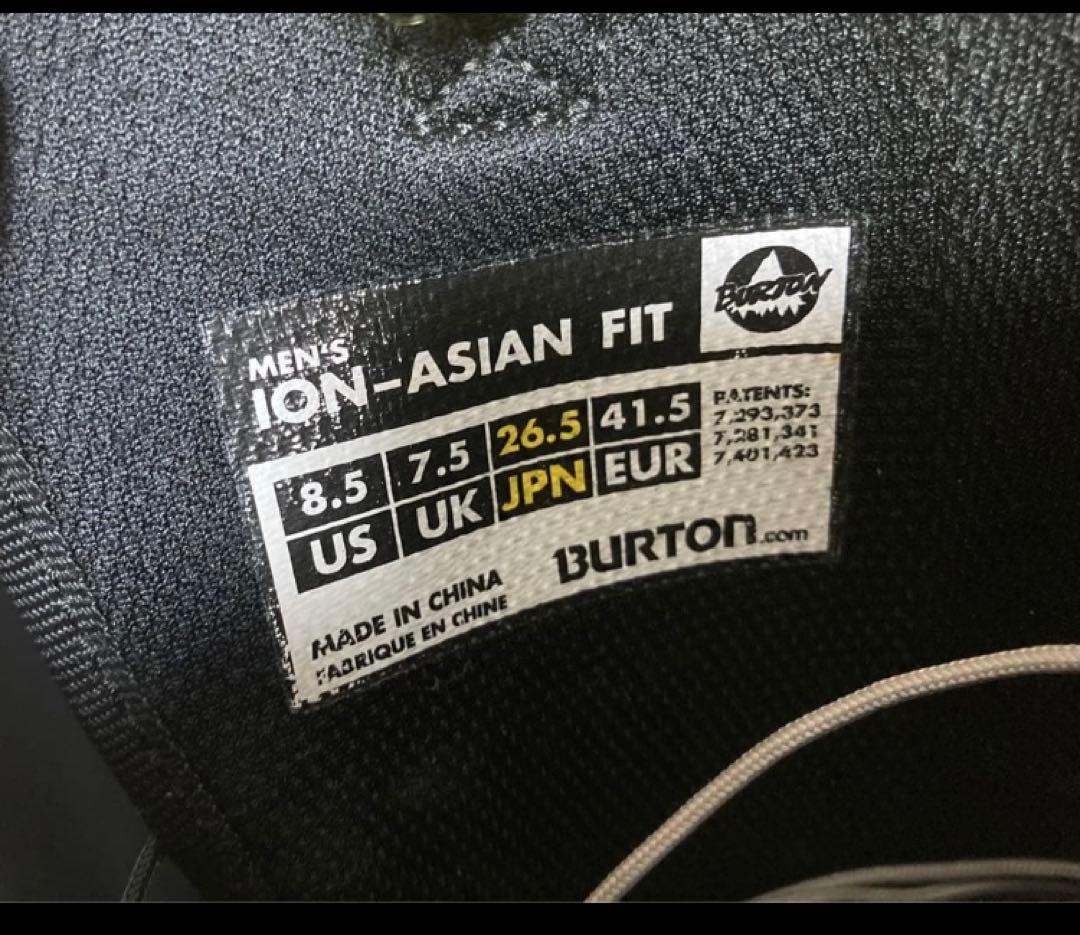 MEN'S
ION-ASIAN FIT
BURTON
8.5 7.5 26.5 41.5
US UK JPN EUR
PATENTS:
7,293,373
7,281,341
7,401,423
BURTON.com
MADE IN CHINA
FABRIQUE EN CHINE